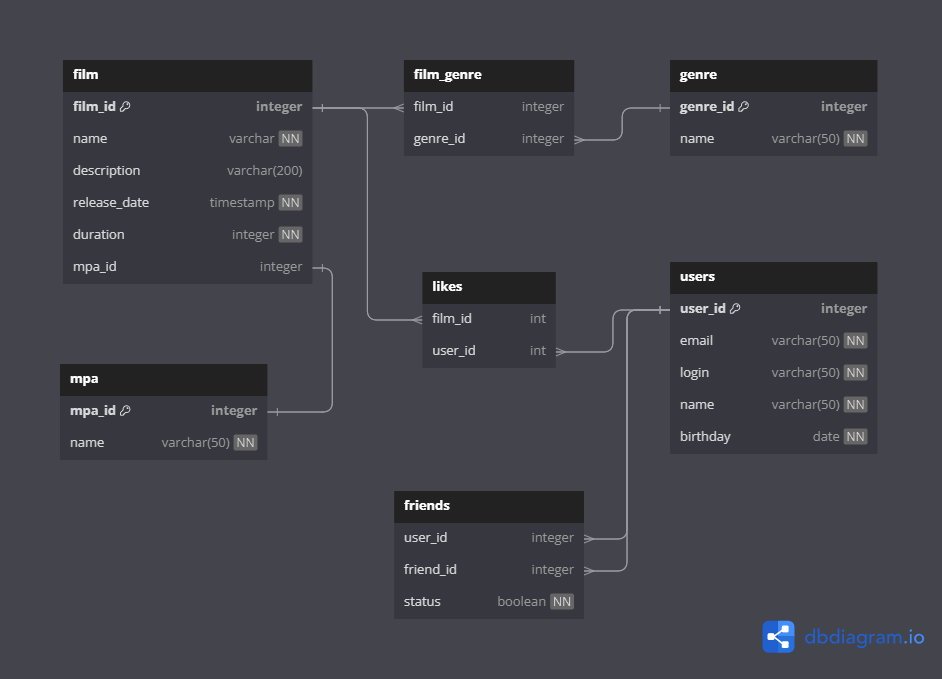 film
film_id integer
name varchar NN
description varchar(200)
release_date timestamp NN
duration integer NN
mpa_id integer
film_genre
film_id integer
genre_id integer
genre
genre_id integer
name varchar(50) NN
likes
film_id int
user_id int
users
user_id integer
email varchar(50) NN
login varchar(50) NN
name varchar(50) NN
birthday date NN
mpa
mpa_id integer
name varchar(50) NN
friends
user_id integer
friend_id integer
status boolean NN
dbdiagram.io